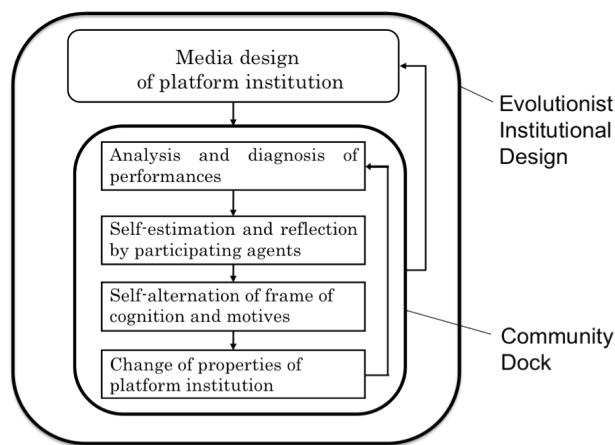 Media design
of platform institution
Analysis and diagnosis of
performances
Self-estimation and reflection
by participating agents
Self-alternation of frame of
cognition and motives
Change of properties of
platform institution
Evolutionist
Institutional
Design
Community
Dock